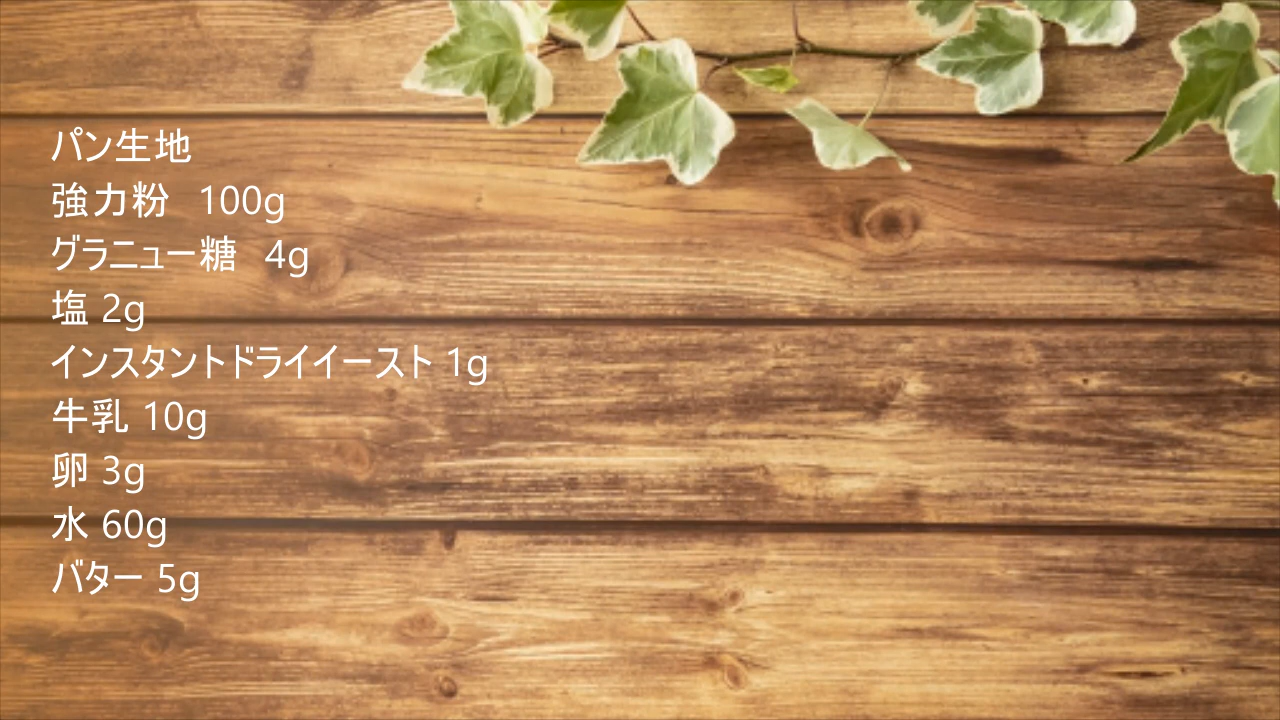 パン生地
強力粉　100g
グラニュー糖　4g
塩 2g
インスタントドライイースト 1g
牛乳 10g
卵 3g
水 60g
バター 5g